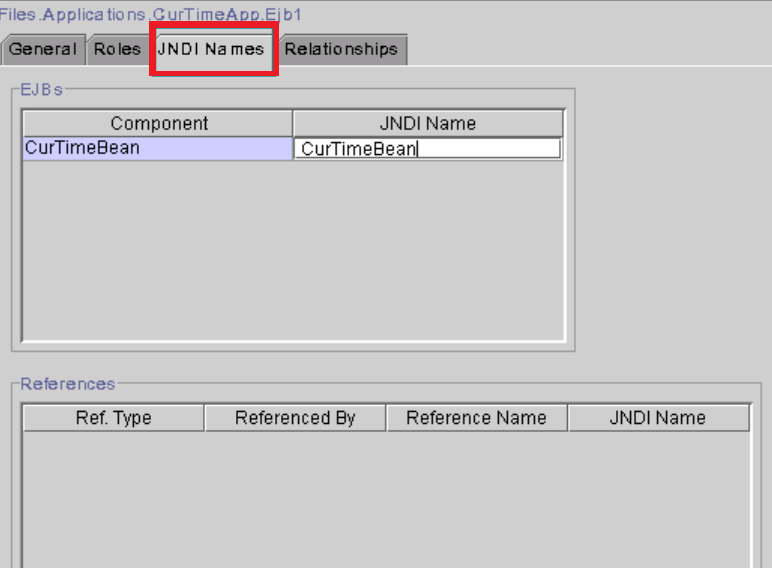 Files.Applications.CurTimeApp.Ejb1
General Roles JNDI Names Relationships
EJBs
Component JNDI Name
CurTimeBean CurTimeBean
References
Ref. Type Referenced By Reference Name JNDI Name